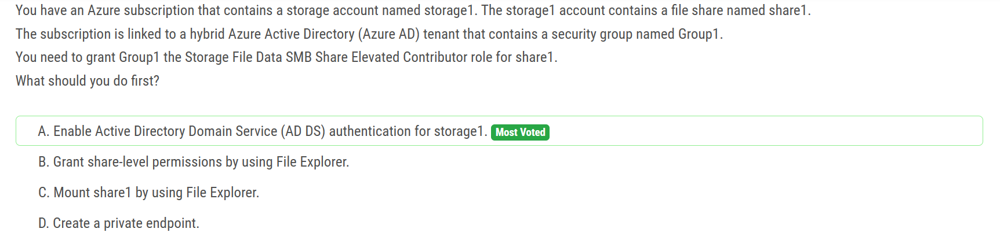 You have an Azure subscription that contains a storage account named storage1. The storage1 account contains a file share named share1.
The subscription is linked to a hybrid Azure Active Directory (Azure AD) tenant that contains a security group named Group1.
You need to grant Group1 the Storage File Data SMB Share Elevated Contributor role for share1.
What should you do first?
A. Enable Active Directory Domain Service (AD DS) authentication for storage1. Most Voted
B. Grant share-level permissions by using File Explorer.
C. Mount share1 by using File Explorer.
D. Create a private endpoint.